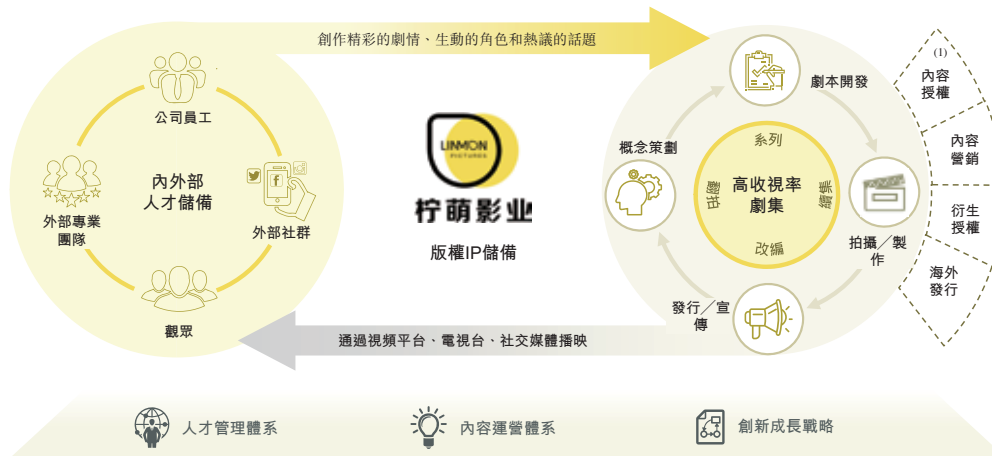 創作精彩的劇情、生動的角色和熱議的話題
公司員工
內外部
人才儲備
外部專業
團隊
外部社群
觀眾
LINMON
PICTURES
柠萌影业
版權IP儲備
劇本開發
概念策劃
系列
翻拍
高收視率
劇集
續集
改編
拍攝／製
作
發行／宣
傳
(1)
內容
授權
內容
營銷
衍生
授權
海外
發行
通過視頻平台、電視台、社交媒體播映
人才管理體系
內容運營體系
創新成長戰略